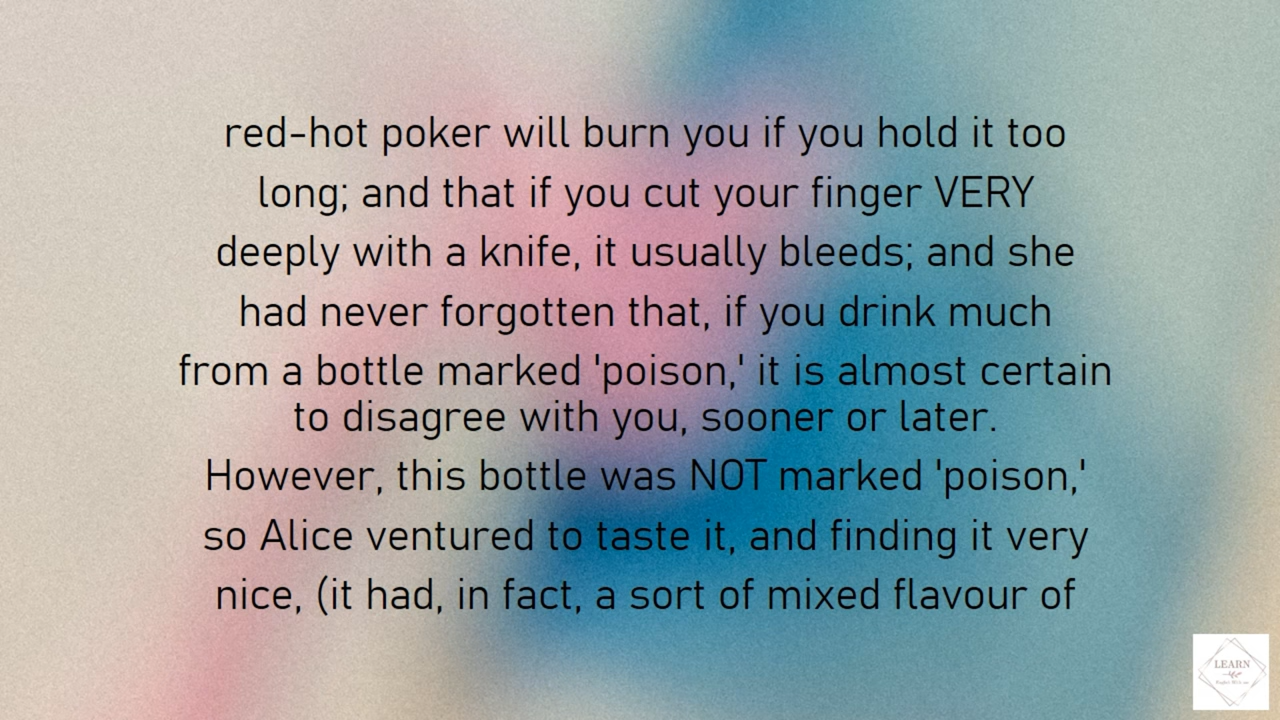 red-hot poker will burn you if you hold it too
long; and that if you cut your finger VERY
deeply with a knife, it usually bleeds; and she
had never forgotten that, if you drink much
from a bottle marked 'poison,' it is almost certain
to disagree with you, sooner or later.
However, this bottle was NOT marked 'poison,'
so Alice ventured to taste it, and finding it very
nice, (it had, in fact, a sort of mixed flavour of
LEARN